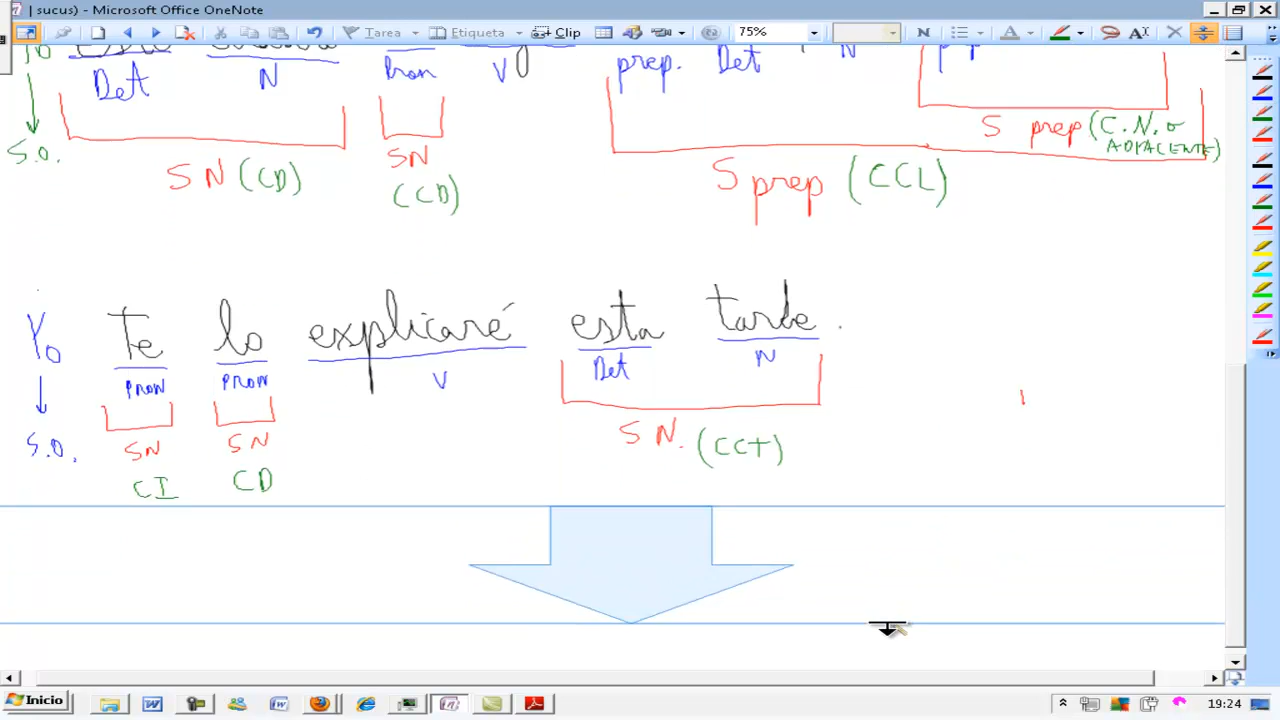 | sucus) - Microsoft Office OneNote
Tarea Etiqueta Clip 75% N A
Yo
Det N Pron V prep. Det N
S.O. S prep (C.N. o
ADYACENTE)
SN (CD) SN S prep (CCL)
(CD)
Yo Te lo explicaré esta tarde.
PRON PRON V Det N
S.O. SN SN S N. (CCT)
CI CD
Inicio 19:24